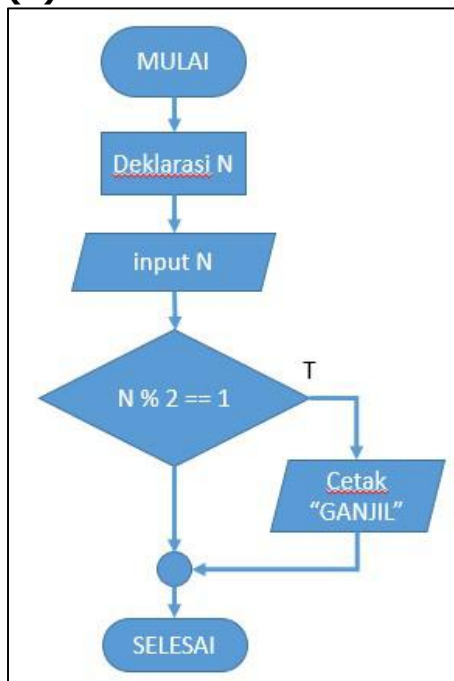 MULAI
Deklarasi N
input N
N % 2 == 1
T
Cetak
“GANJIL”
SELESAI